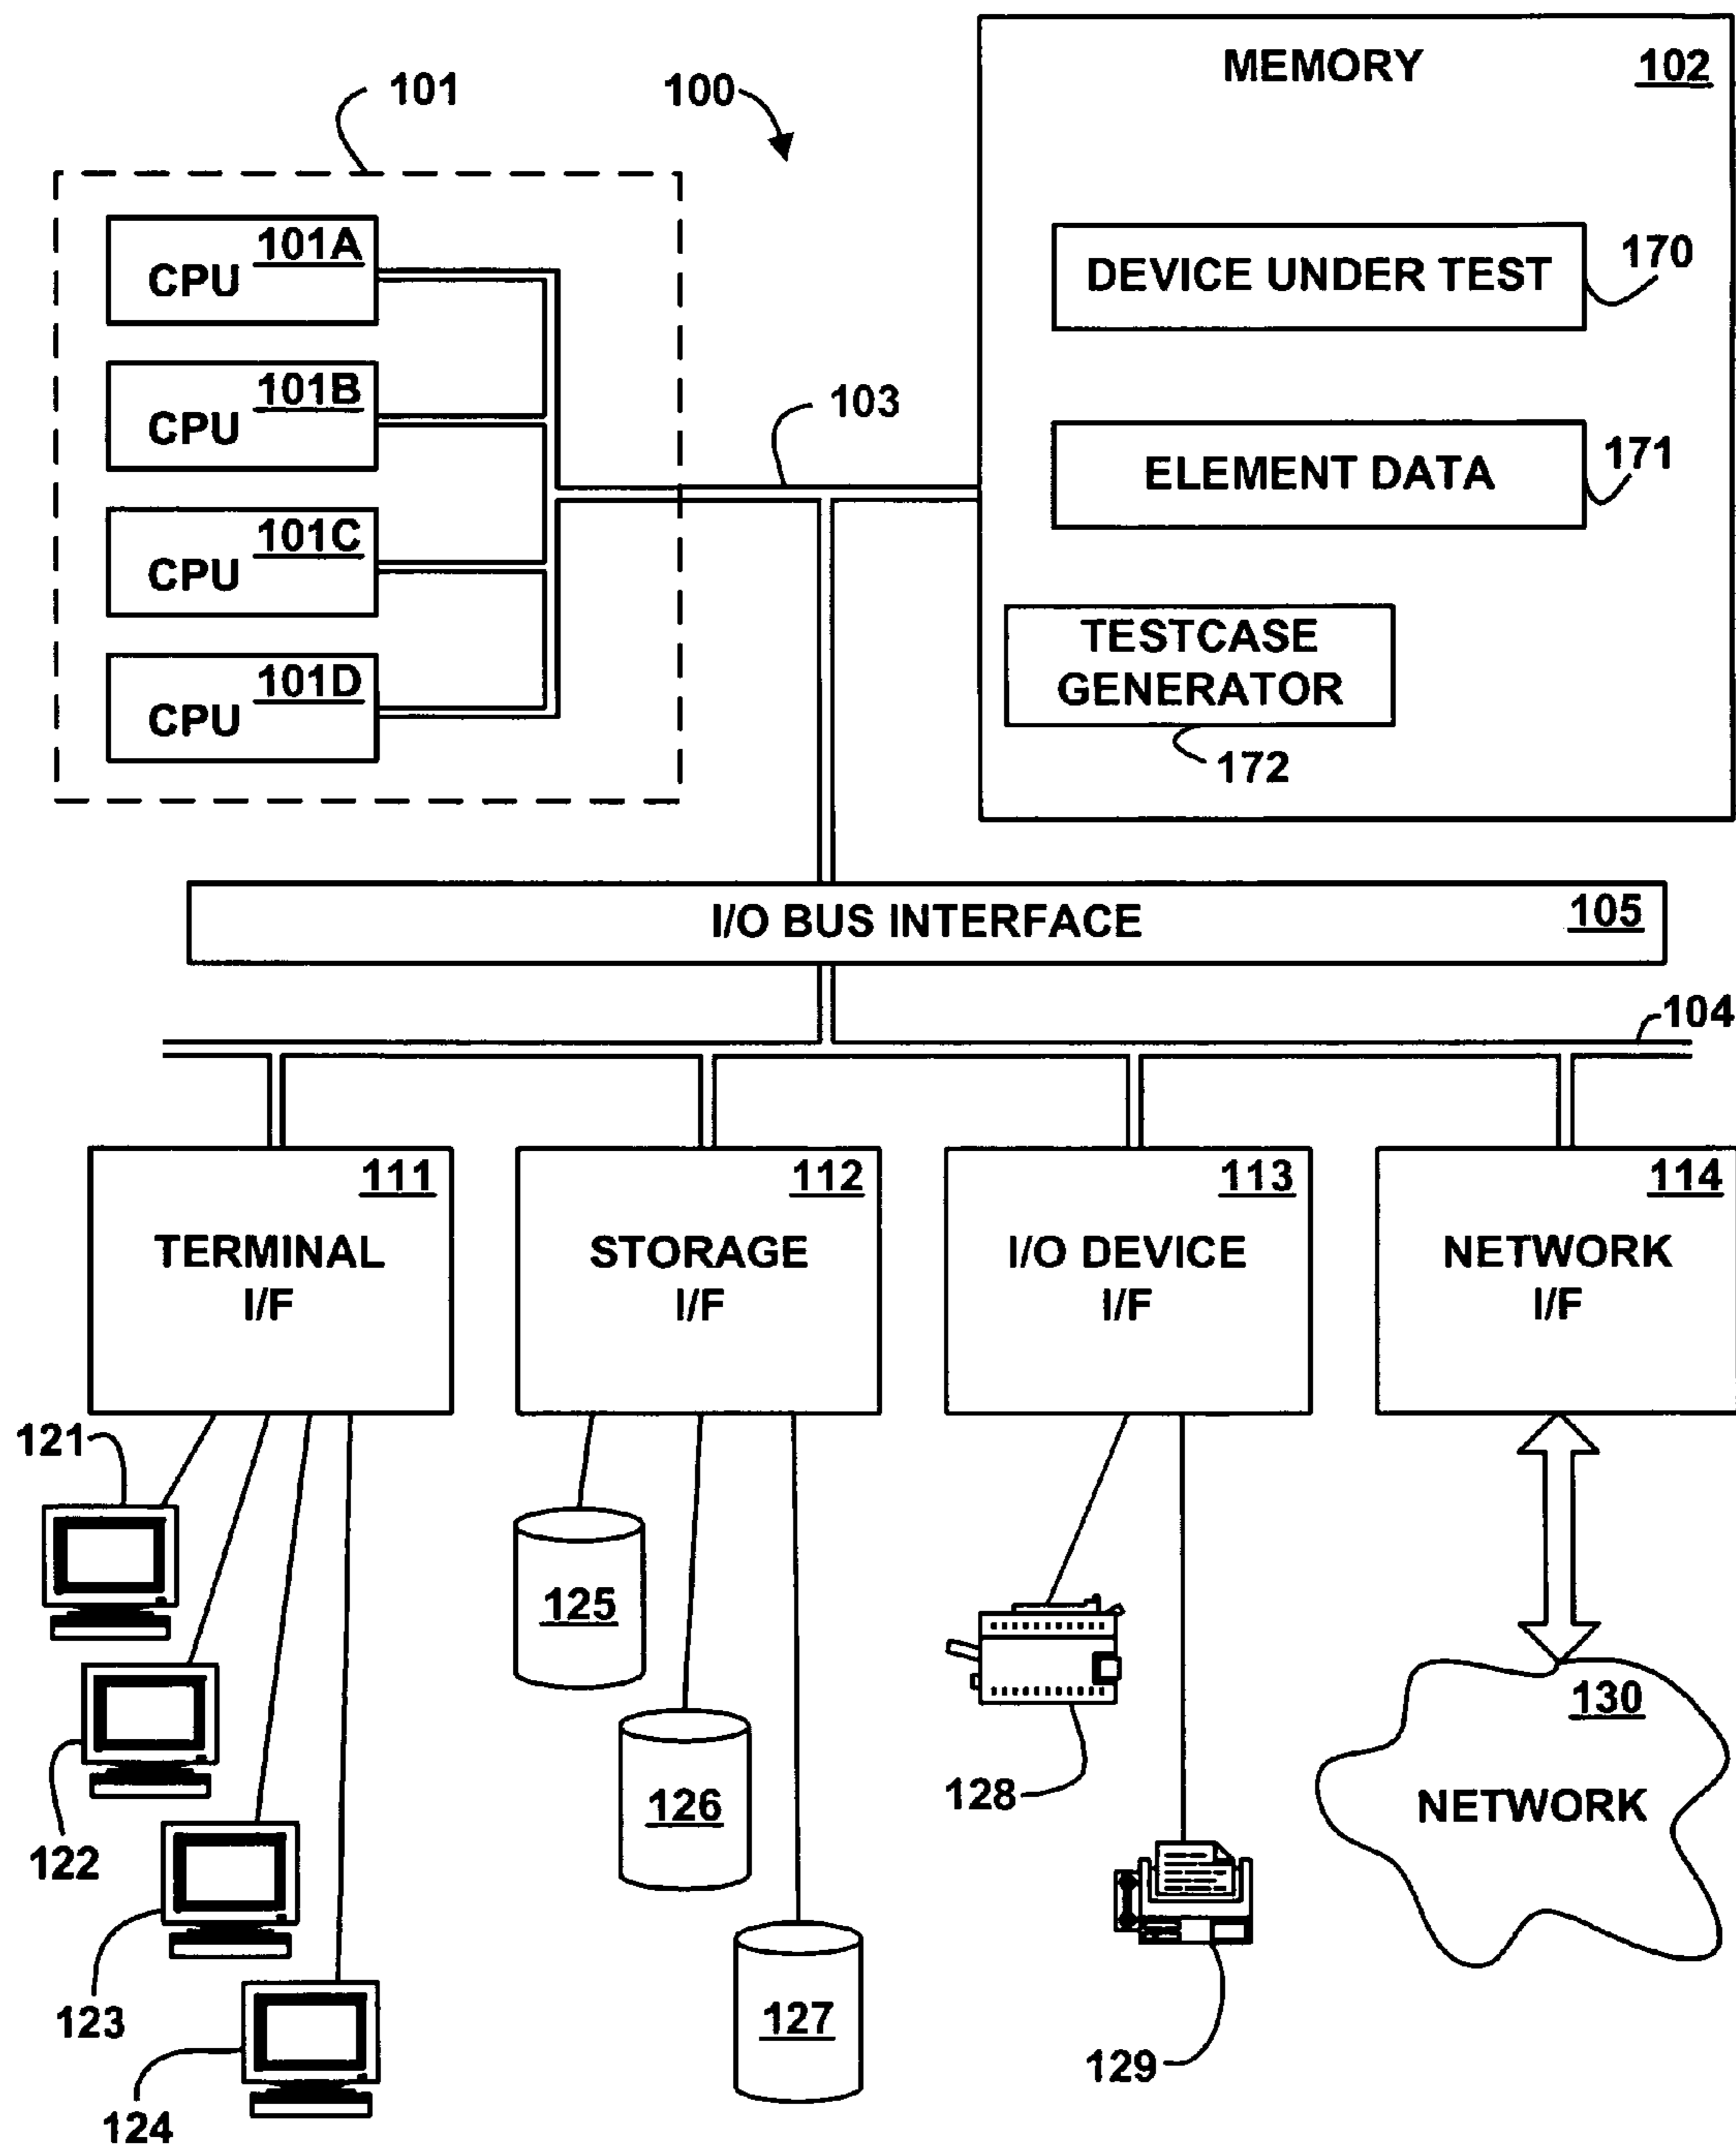 MEMORY 102
101
100
101A
CPU
101B
CPU
101C
CPU
101D
CPU
103
DEVICE UNDER TEST
170
ELEMENT DATA
171
TESTCASE
GENERATOR
172
I/O BUS INTERFACE 105
104
111
TERMINAL
I/F
112
STORAGE
I/F
113
I/O DEVICE
I/F
114
NETWORK
I/F
121
122
123
124
125
126
127
128
129
130
NETWORK